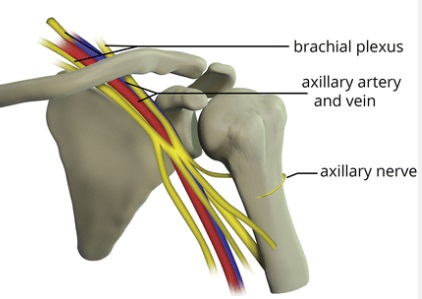 brachial plexus
axillary artery
and vein
axillary nerve